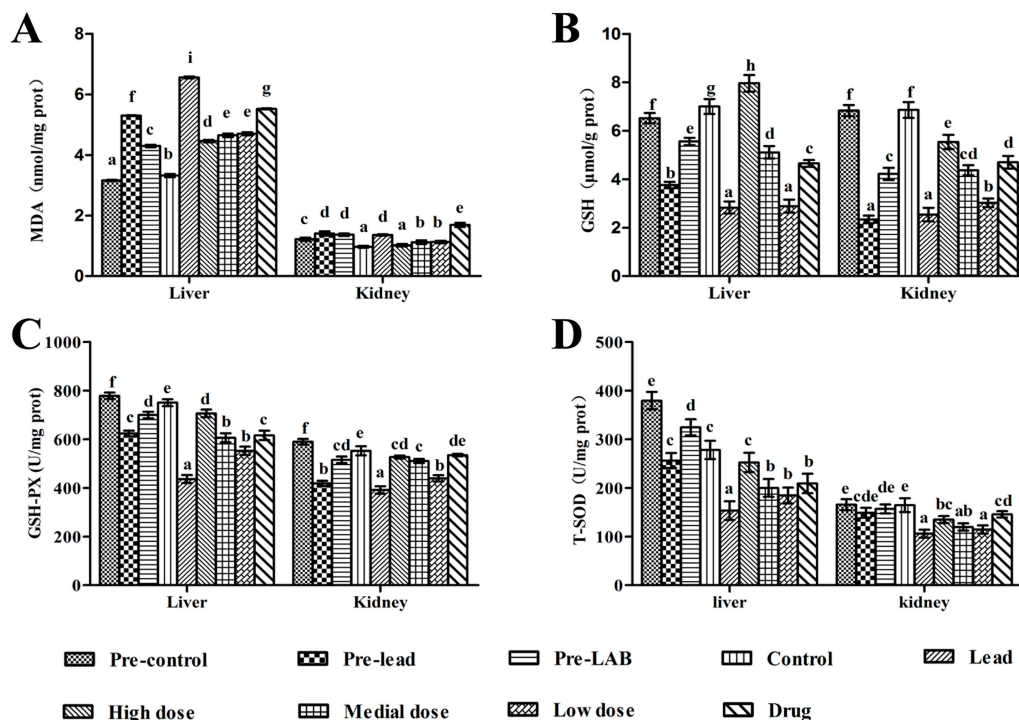 A
MDA (nmol/mg prot)
8
6
4
2
0
a f c b i d e e g
c d d a d a b b e
Liver Kidney
B
GSH (μmol/g prot)
10
8
6
4
2
0
f b e g a h d a c
f a c f a e cd b d
Liver Kidney
C
GSH-PX (U/mg prot)
1000
800
600
400
200
0
f c d e a d b b c
f b cd e a cd c b de
Liver Kidney
D
T-SOD (U/mg prot)
500
400
300
200
100
0
e c d c a c b b b
e cde de e a bc ab a cd
liver kidney
Pre-control Pre-lead Pre-LAB Control Lead
High dose Medial dose Low dose Drug